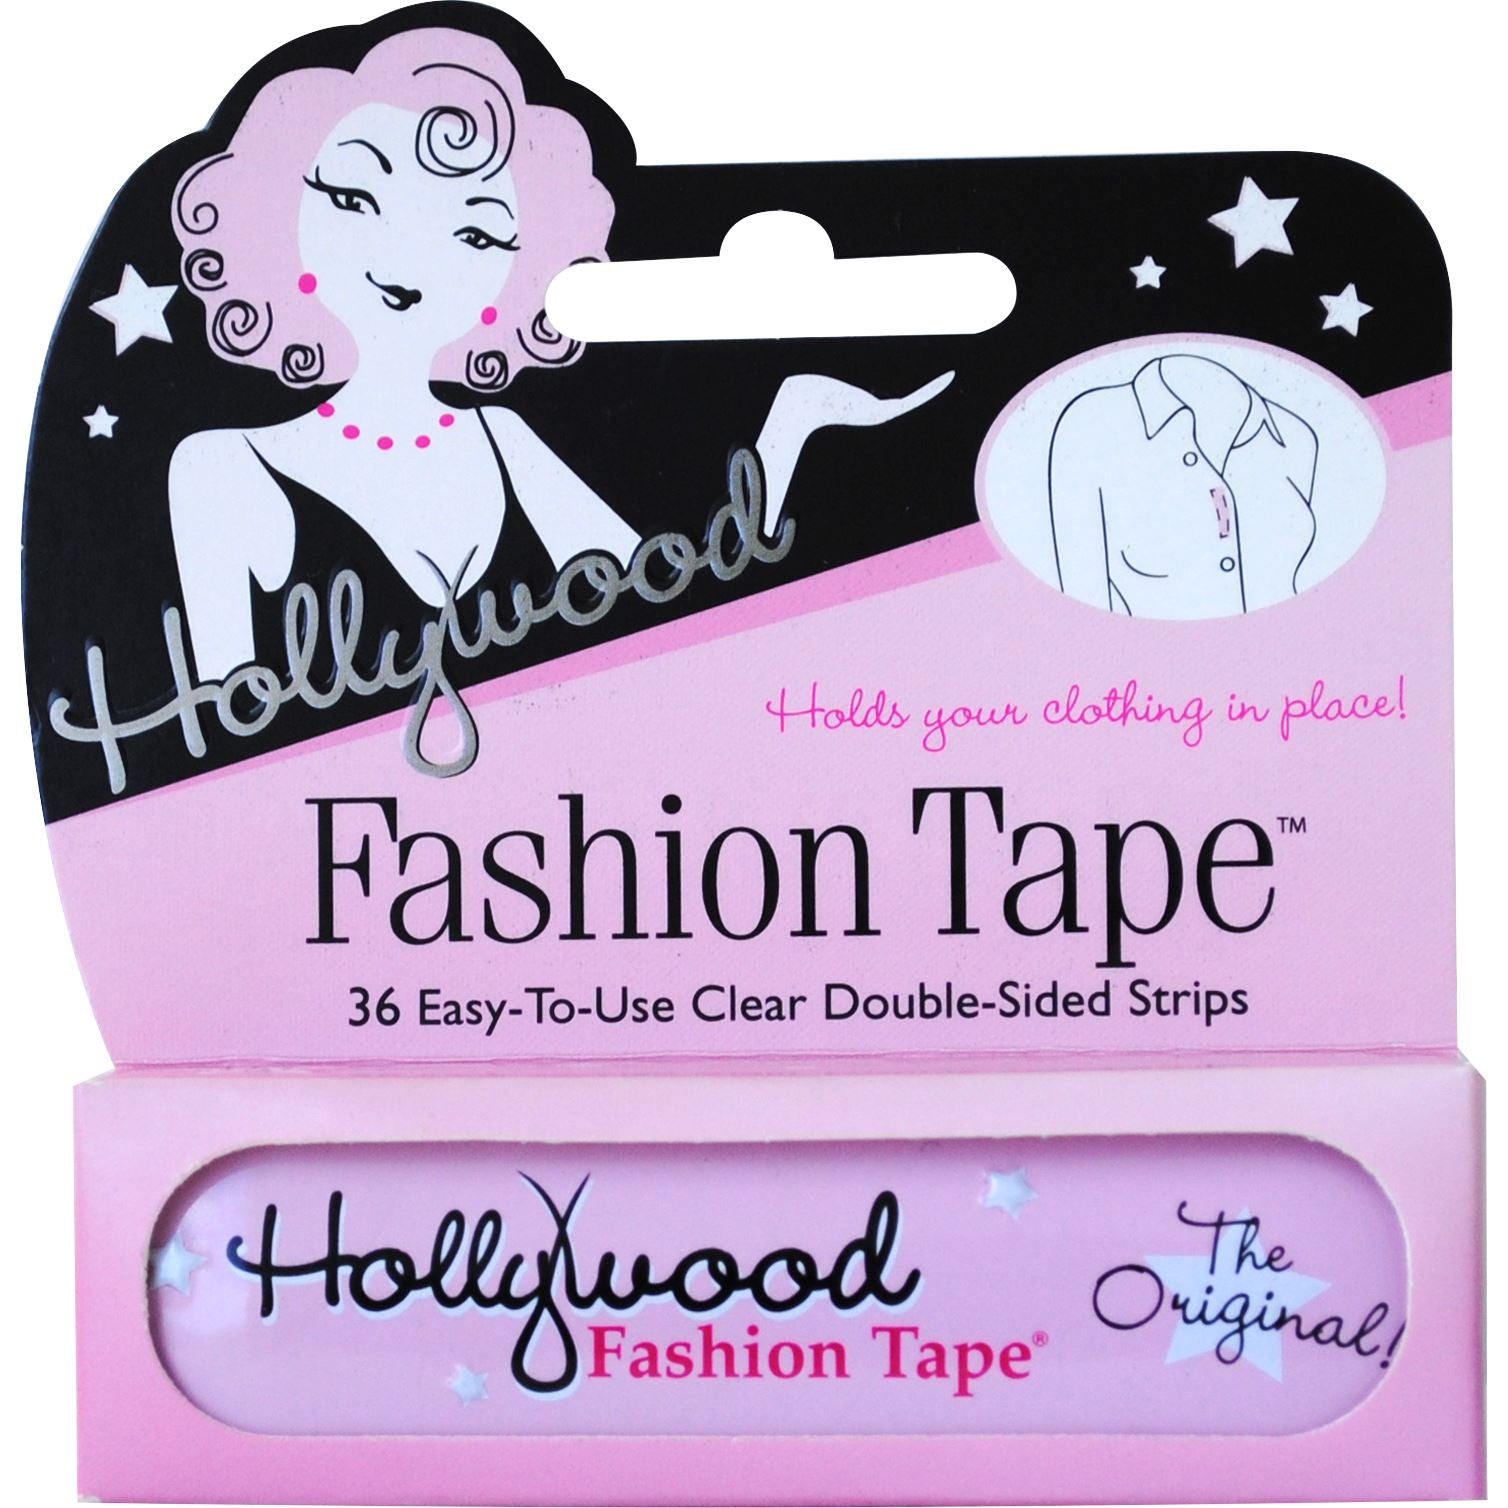 Hollywood
Holds your clothing in place!
Fashion Tape™
36 Easy-To-Use Clear Double-Sided Strips
Hollywood
Fashion Tape®
The
Original!